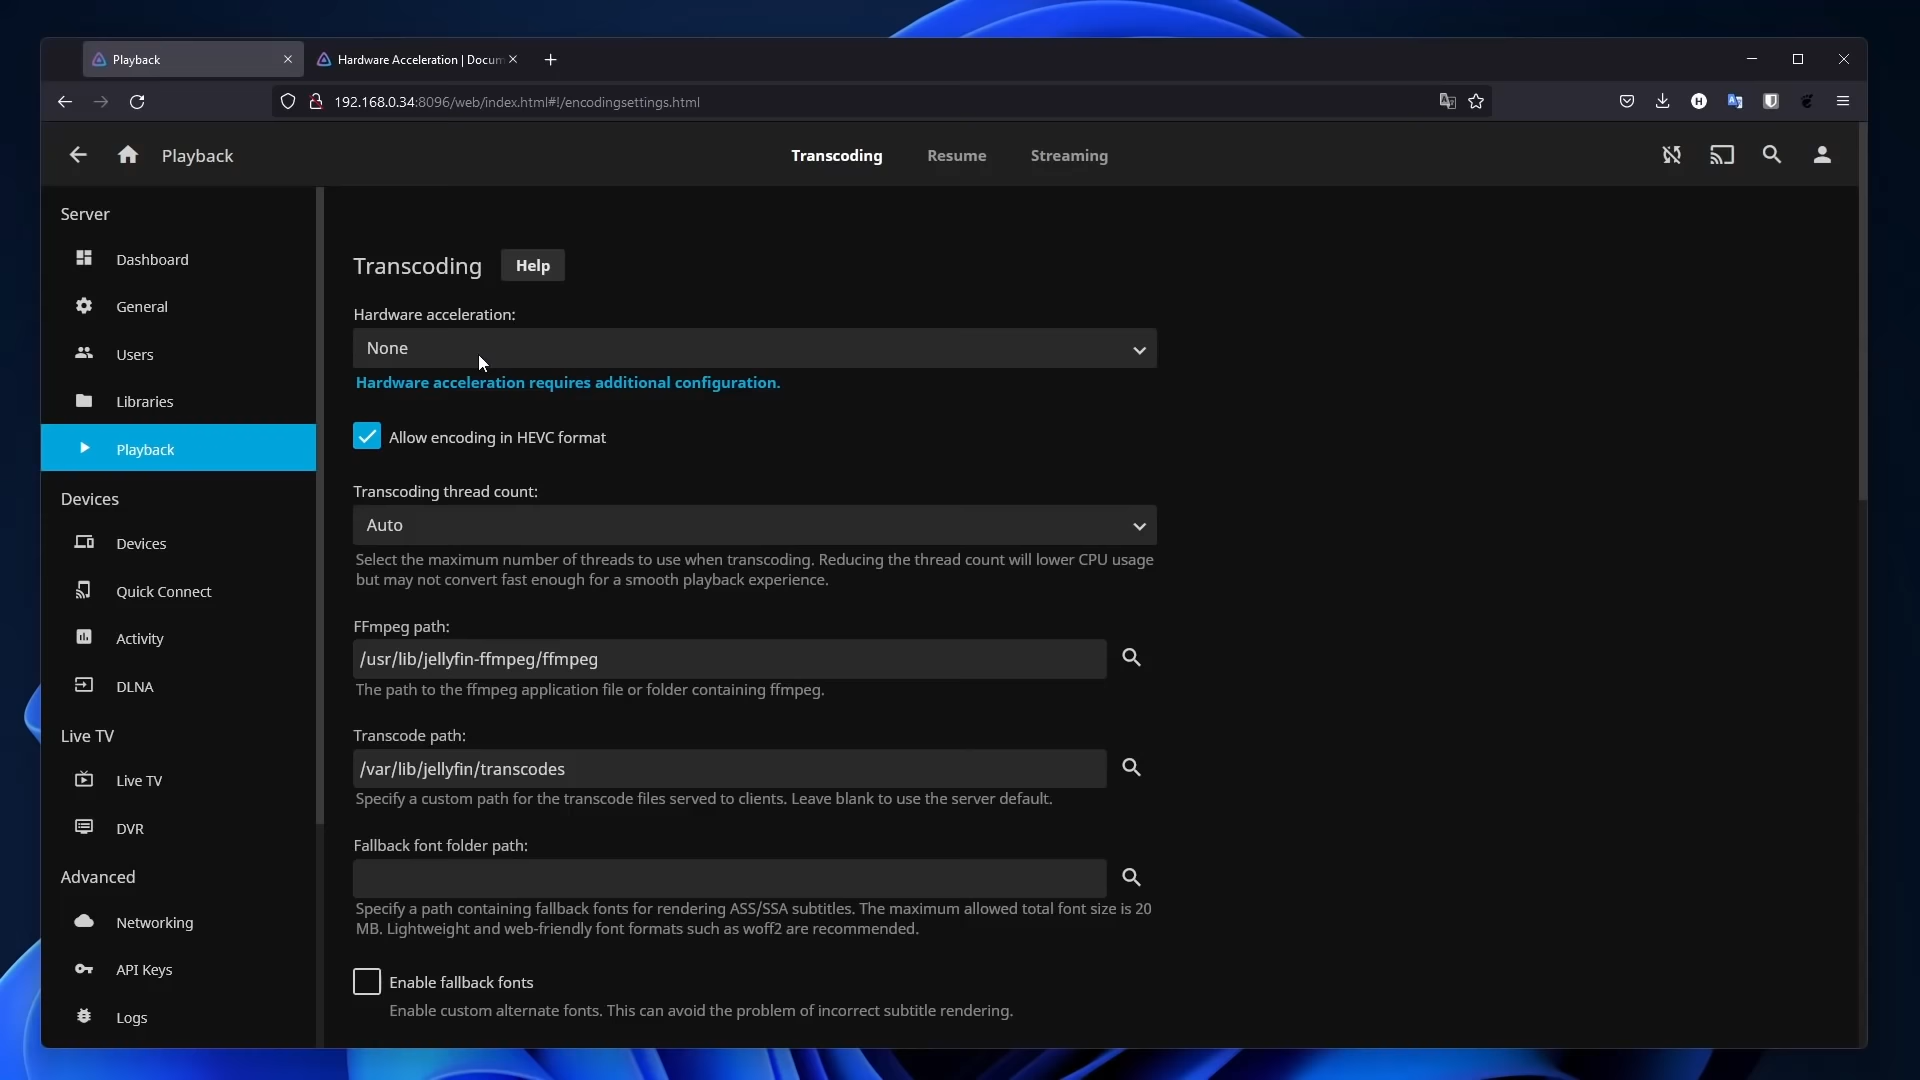 Playback
Hardware Acceleration | Docum
192.168.0.34:8096/web/index.html#!/encodingsettings.html
Playback
Transcoding
Resume
Streaming
Server
Dashboard
General
Users
Libraries
Playback
Devices
Devices
Quick Connect
Activity
DLNA
Live TV
Live TV
DVR
Advanced
Networking
API Keys
Logs
Transcoding
Help
Hardware acceleration:
None
Hardware acceleration requires additional configuration.
Allow encoding in HEVC format
Transcoding thread count:
Auto
Select the maximum number of threads to use when transcoding. Reducing the thread count will lower CPU usage
but may not convert fast enough for a smooth playback experience.
FFmpeg path:
/usr/lib/jellyfin-ffmpeg/ffmpeg
The path to the ffmpeg application file or folder containing ffmpeg.
Transcode path:
/var/lib/jellyfin/transcodes
Specify a custom path for the transcode files served to clients. Leave blank to use the server default.
Fallback font folder path:
Specify a path containing fallback fonts for rendering ASS/SSA subtitles. The maximum allowed total font size is 20
MB. Lightweight and web-friendly font formats such as woff2 are recommended.
Enable fallback fonts
Enable custom alternate fonts. This can avoid the problem of incorrect subtitle rendering.